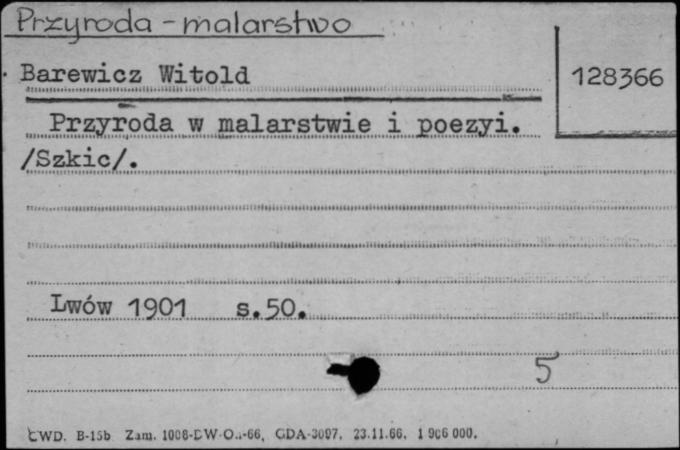 Przyroda - malarstwo
Barewicz Witold
128366
Przyroda w malarstwie i poezyi.
/Szkic/.
Lwów 1901 s.50.
5
CWD. B-15b Zam. 1008-DW-O.-66, GDA-3097, 23.11.66. 1 906 000.